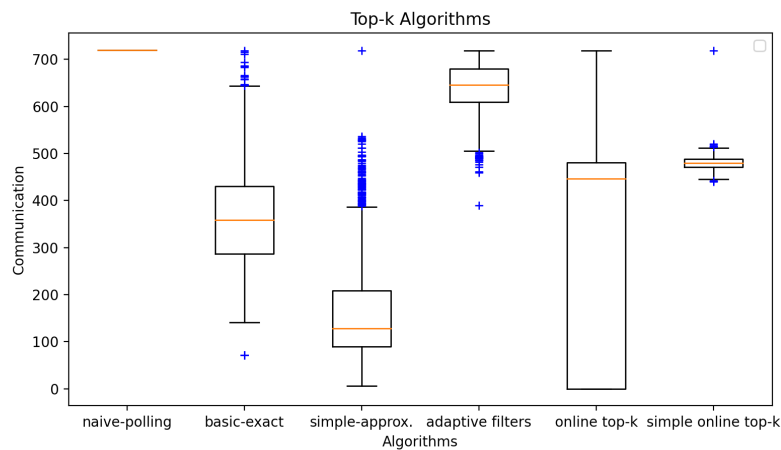 Top-k Algorithms
700
600
500
400
300
200
100
0
Communication
naive-polling basic-exact simple-approx. adaptive filters online top-k simple online top-k
Algorithms